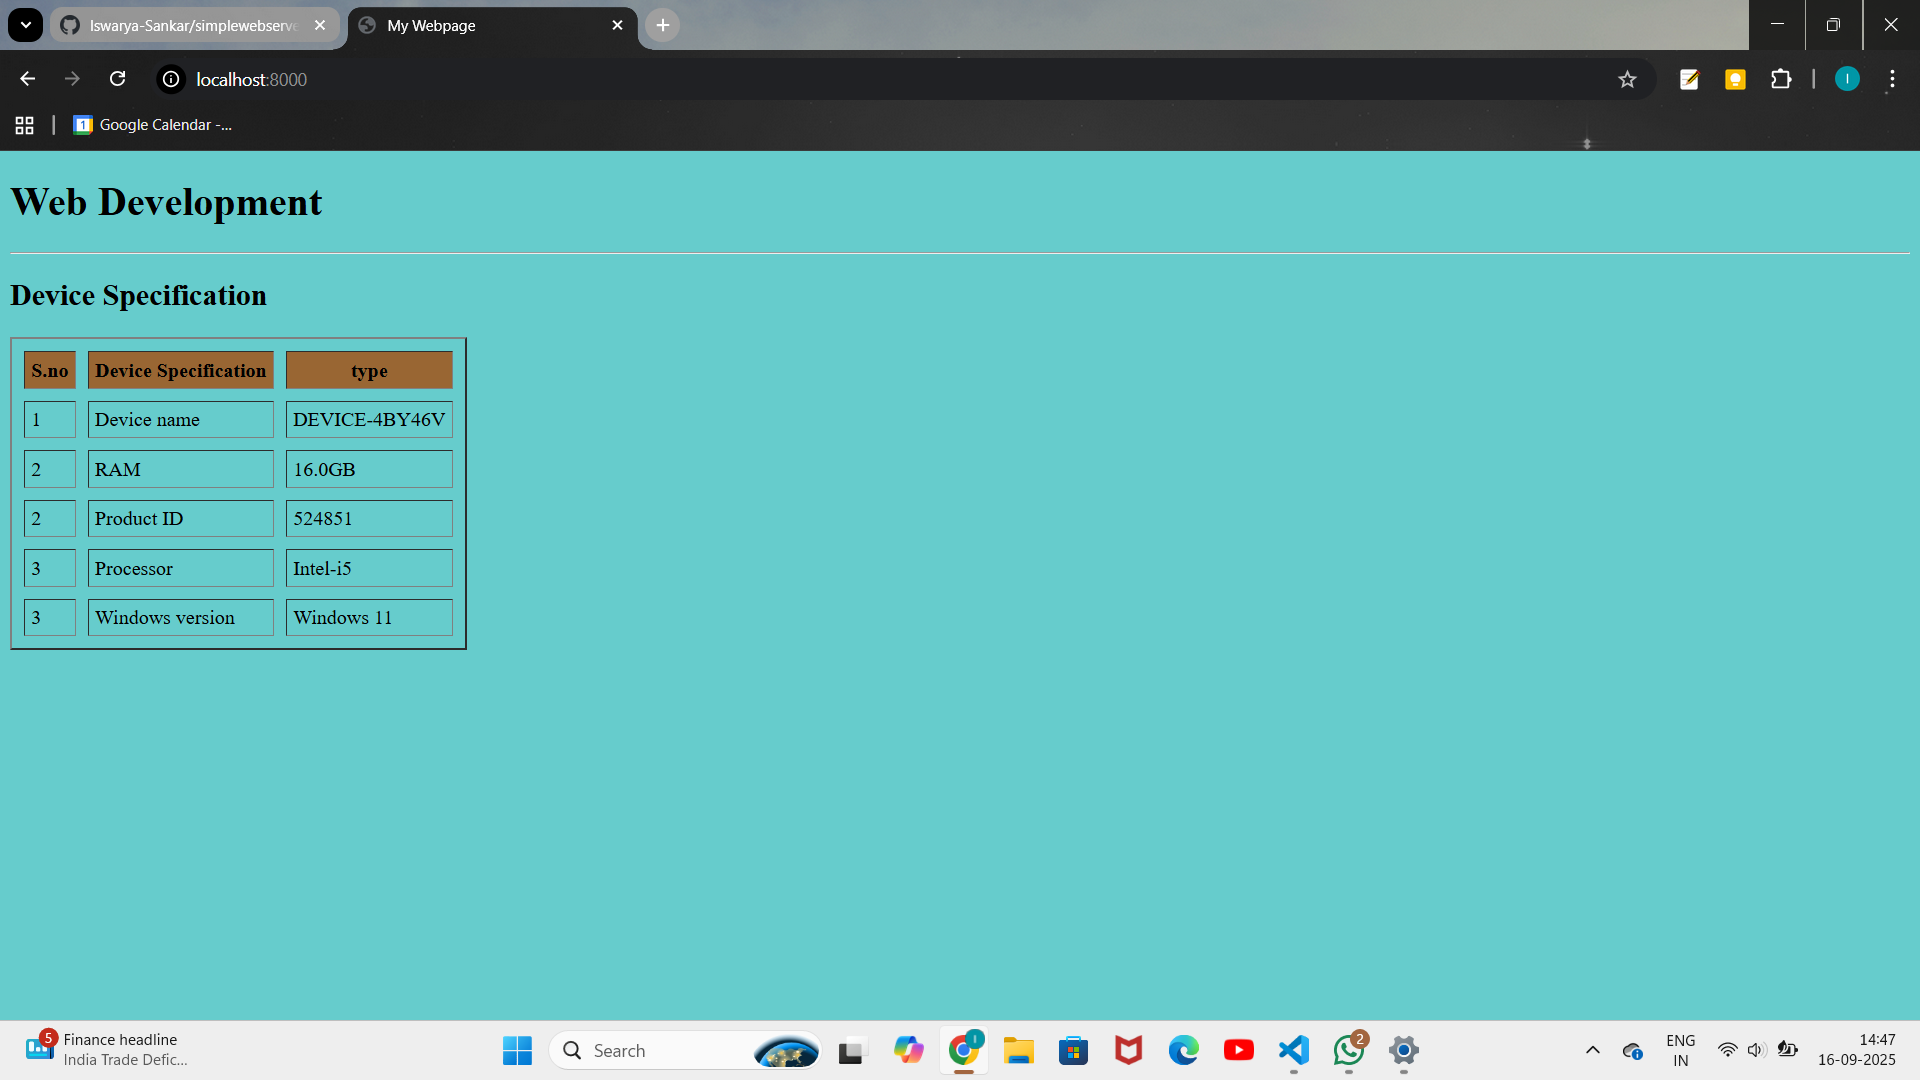 Iswarya-Sankar/simplewebserve
My Webpage
localhost:8000
Google Calendar -...
Web Development
Device Specification
S.no Device Specification type
1 Device name DEVICE-4BY46V
2 RAM 16.0GB
2 Product ID 524851
3 Processor Intel-i5
3 Windows version Windows 11
5
Finance headline
India Trade Defic...
Search
2
ENG
IN
14:47
16-09-2025